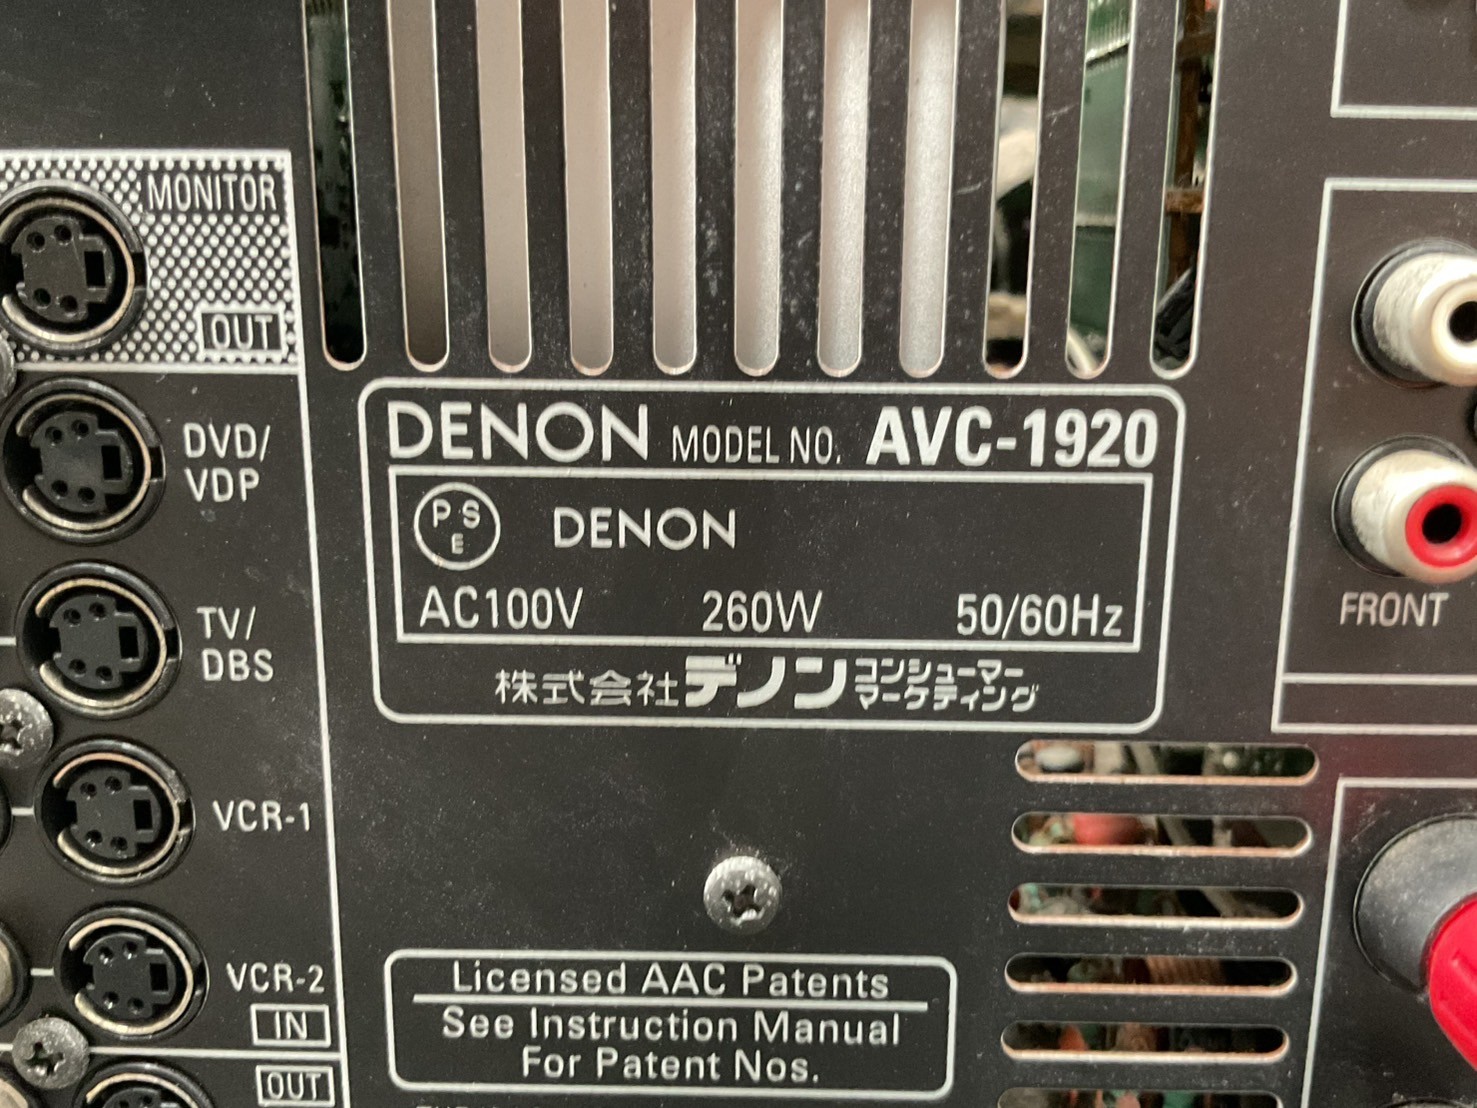 MONITOR
OUT
DVD/
VDP
TV/
DBS
VCR-1
VCR-2
IN
OUT
DENON MODEL NO. AVC-1920
PSE DENON
AC100V 260W 50/60Hz
株式会社デノン コンシューマー
マーケティング
Licensed AAC Patents
See Instruction Manual
For Patent Nos.
FRONT